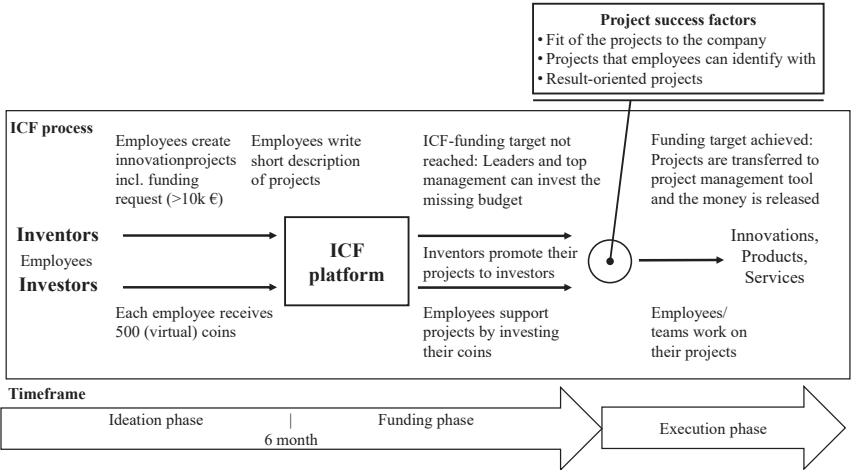 Project success factors
• Fit of the projects to the company
• Projects that employees can identify with
• Result-oriented projects
ICF process
Employees create
innovationprojects
incl. funding
request (>10k €)
Employees write
short description
of projects
ICF-funding target not
reached: Leaders and top
management can invest the
missing budget
Funding target achieved:
Projects are transferred to
project management tool
and the money is released
Inventors
Employees
Investors
ICF
platform
Inventors promote their
projects to investors
Innovations,
Products,
Services
Each employee receives
500 (virtual) coins
Employees support
projects by investing
their coins
Employees/
teams work on
their projects
Timeframe
Ideation phase
|
Funding phase
6 month
Execution phase